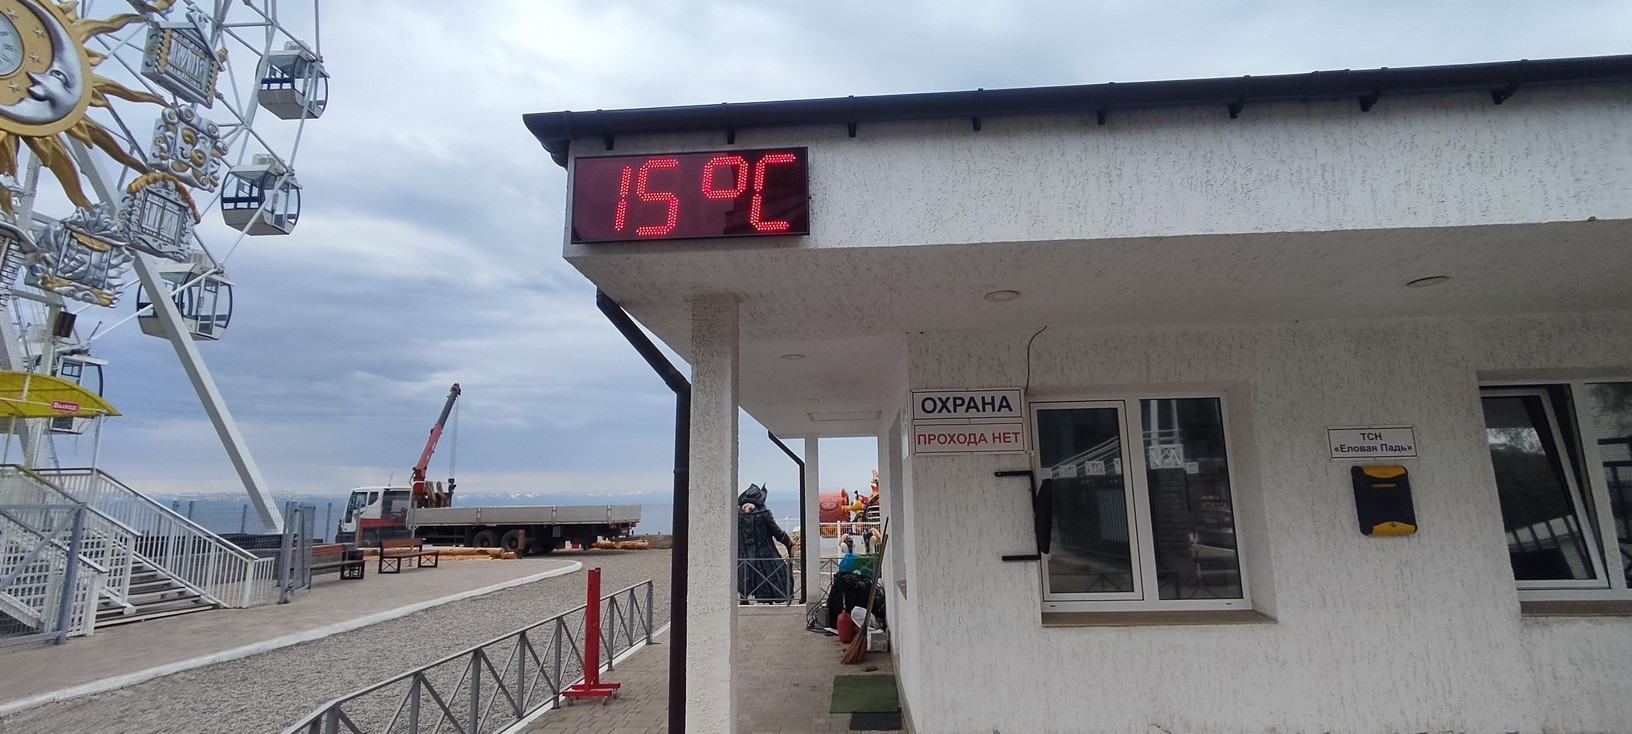 15 °C
ОХРАНА
ПРОХОДА НЕТ
ТСН
«Еловая Падь»
Выход